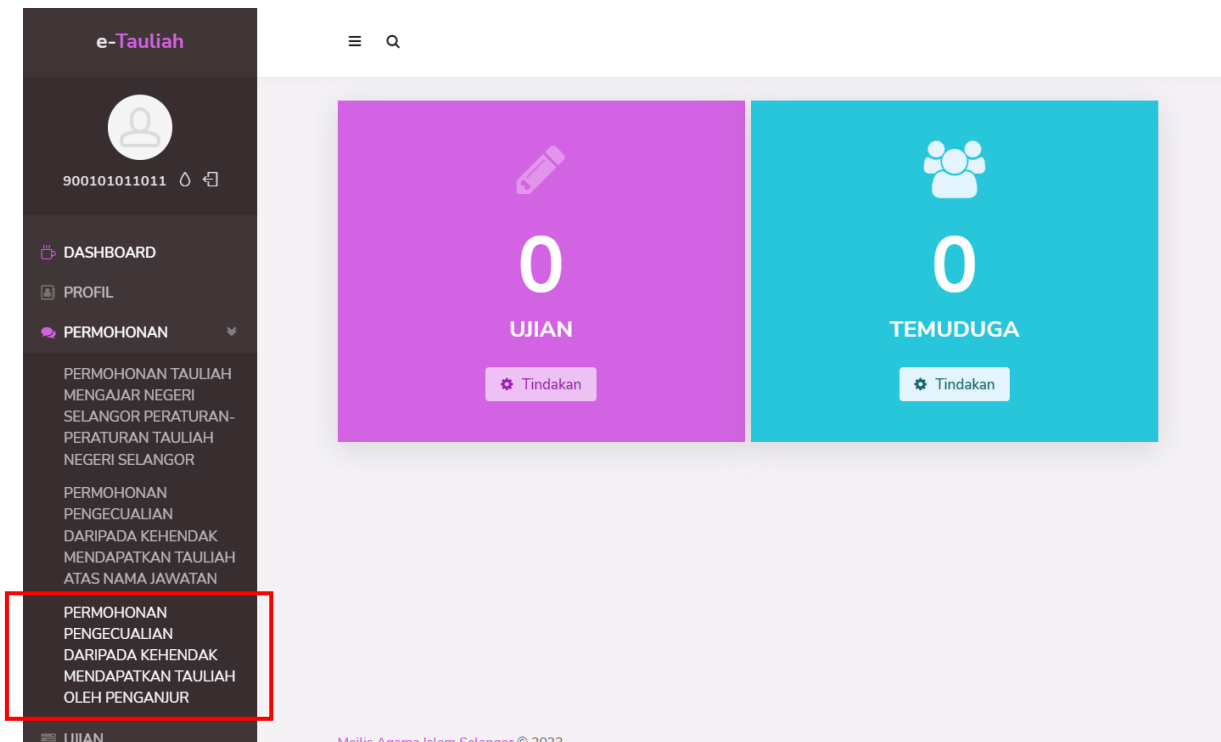 e-Tauliah
900101011011
DASHBOARD
PROFIL
PERMOHONAN
PERMOHONAN TAULIAH
MENGAJAR NEGERI
SELANGOR PERATURAN-
PERATURAN TAULIAH
NEGERI SELANGOR
PERMOHONAN
PENGECUALIAN
DARIPADA KEHENDAK
MENDAPATKAN TAULIAH
ATAS NAMA JAWATAN
PERMOHONAN
PENGECUALIAN
DARIPADA KEHENDAK
MENDAPATKAN TAULIAH
OLEH PENGANJUR
UJIAN
0
UJIAN
Tindakan
0
TEMUDUGA
Tindakan
Majlis Agama Islam Selangor © 2023